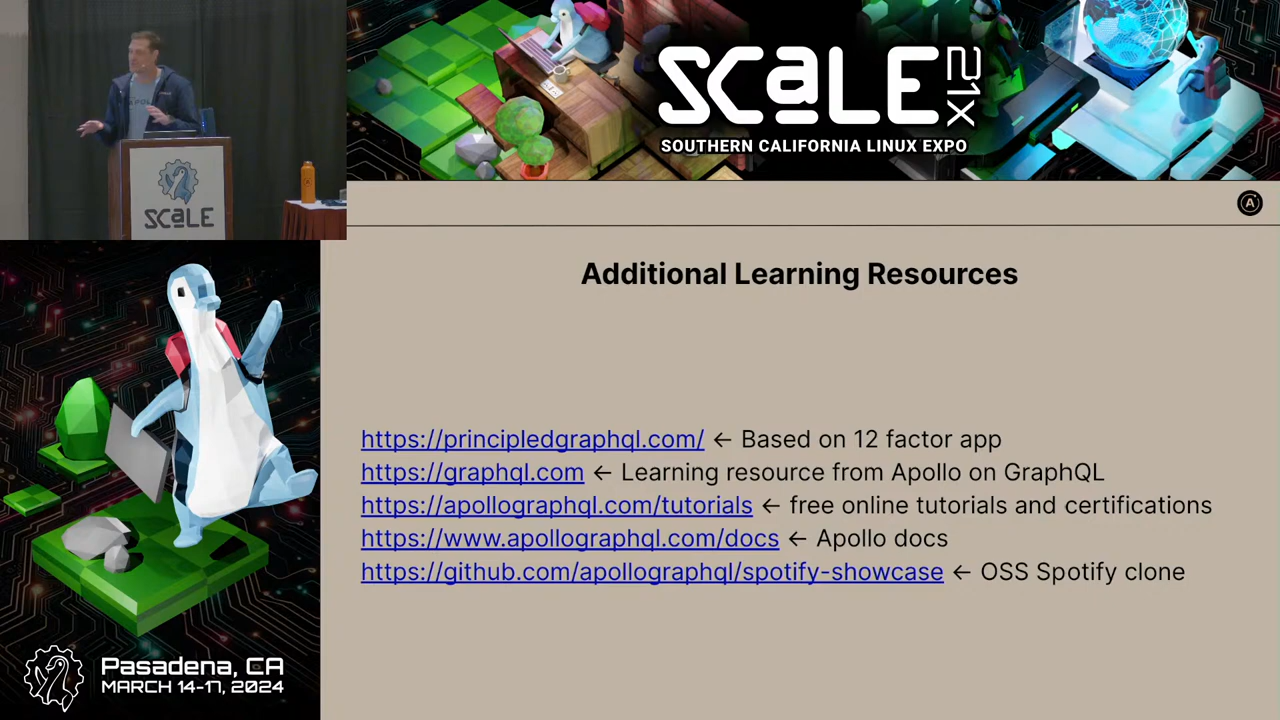 SCaLE 21X
SOUTHERN CALIFORNIA LINUX EXPO
SCaLE
A
Additional Learning Resources
https://principledgraphql.com/ ← Based on 12 factor app
https://graphql.com ← Learning resource from Apollo on GraphQL
https://apollographql.com/tutorials ← free online tutorials and certifications
https://www.apollographql.com/docs ← Apollo docs
https://github.com/apollographql/spotify-showcase ← OSS Spotify clone
Pasadena, CA
MARCH 14-17, 2024